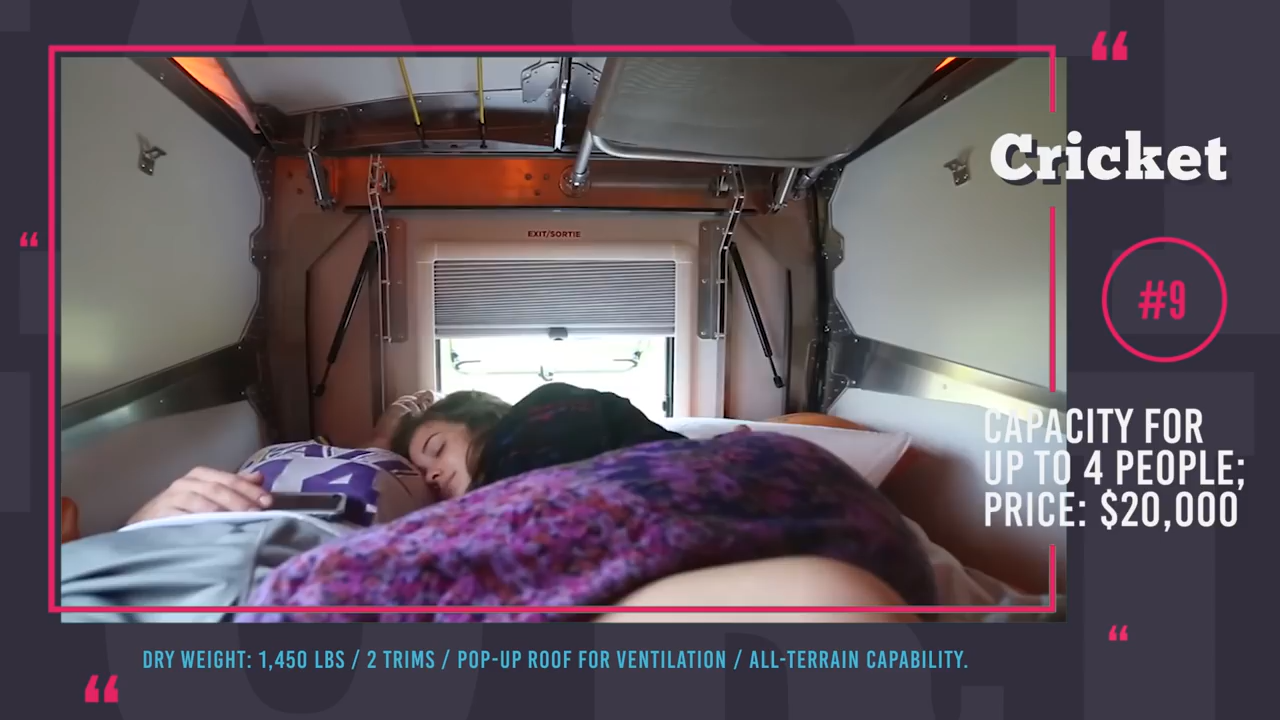 Cricket
#9
CAPACITY FOR
UP TO 4 PEOPLE;
PRICE: $20,000
EXIT/SORTIE
DRY WEIGHT: 1,450 LBS / 2 TRIMS / POP-UP ROOF FOR VENTILATION / ALL-TERRAIN CAPABILITY.